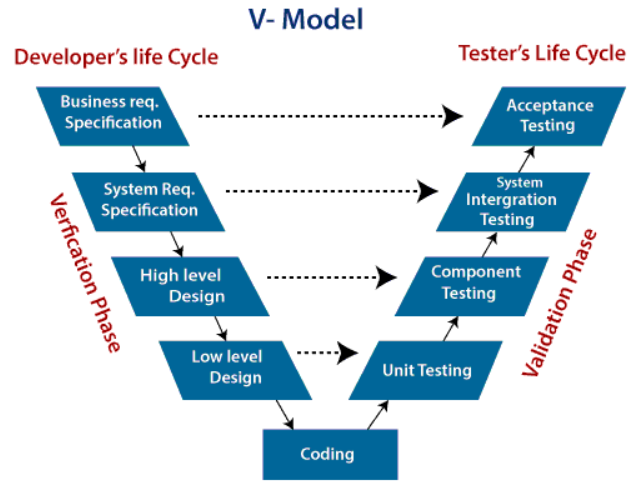 V- Model
Developer's life Cycle
Tester's Life Cycle
Business req.
Specification
Acceptance
Testing
System Req.
Specification
System
Intergration
Testing
High level
Design
Component
Testing
Low level
Design
Unit Testing
Coding
Verfication Phase
Validation Phase